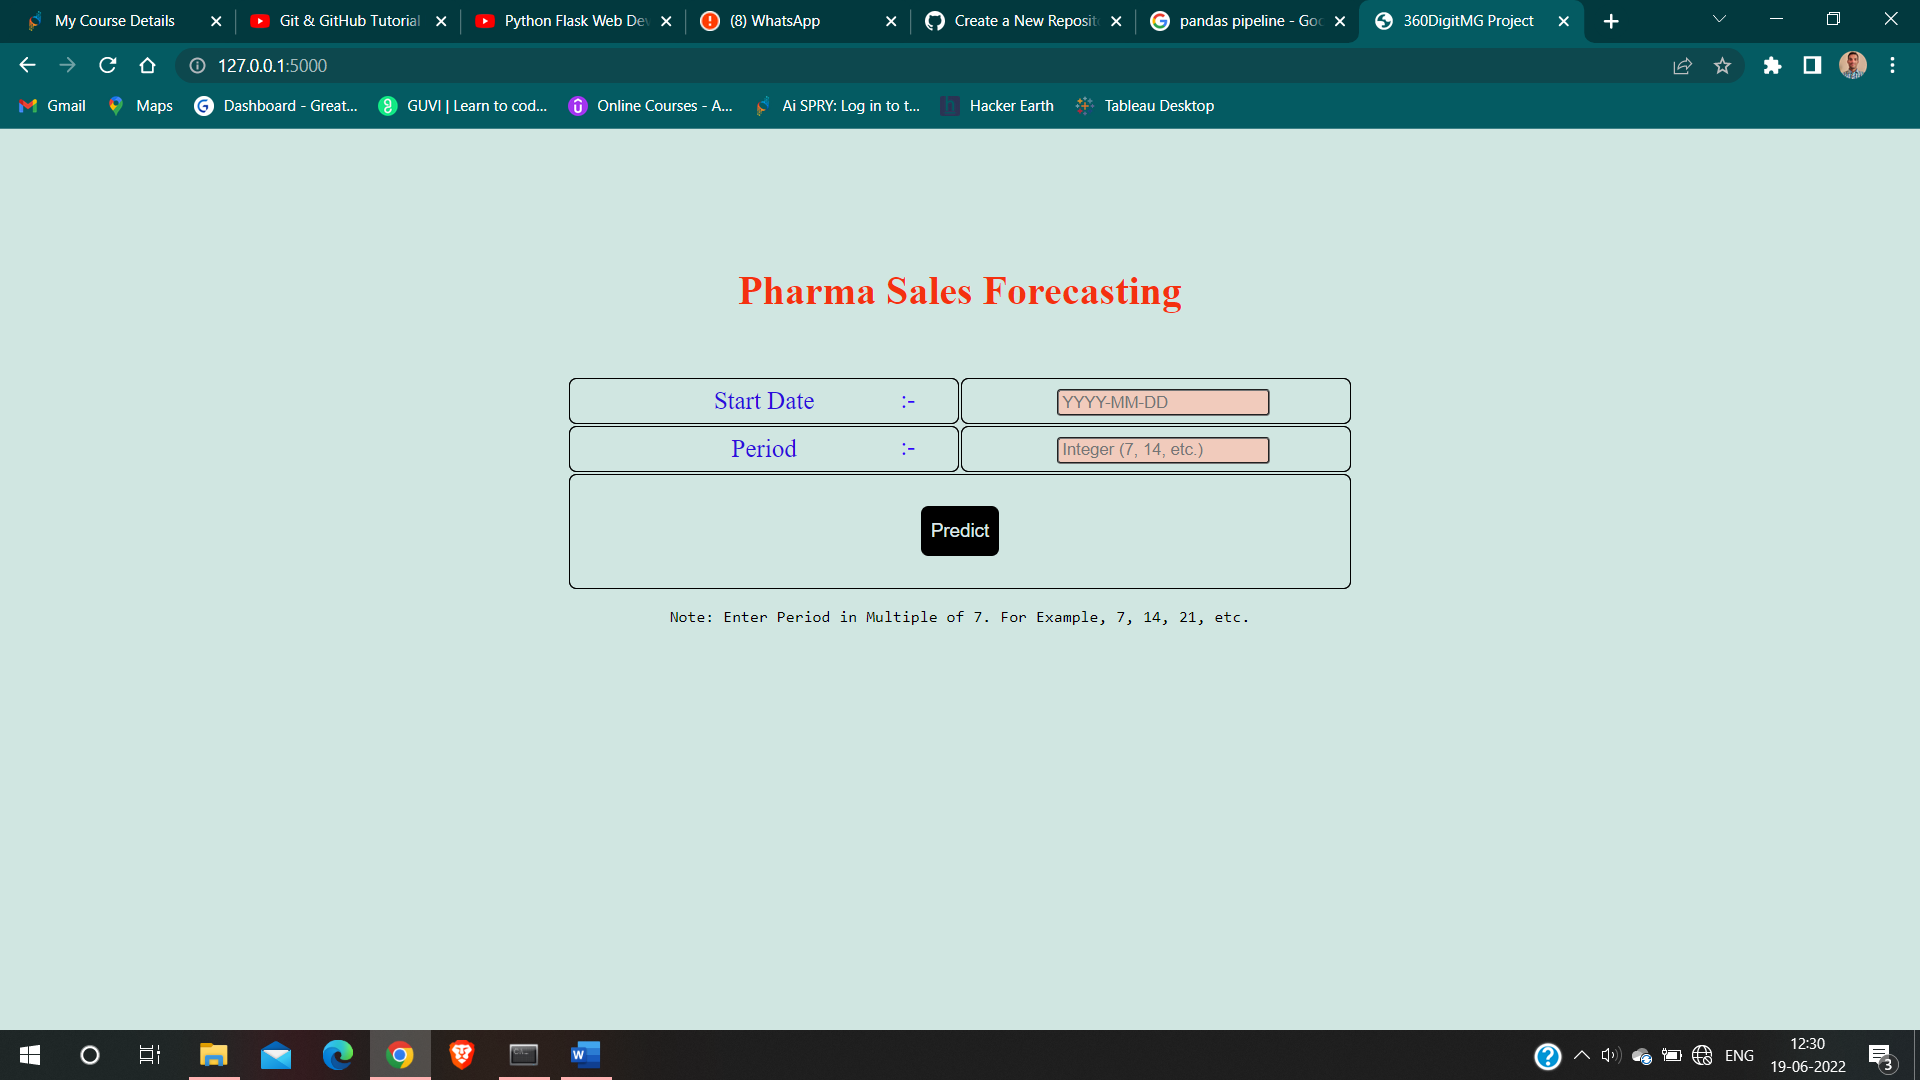 My Course Details
Git & GitHub Tutorial
Python Flask Web Dev
(8) WhatsApp
Create a New Reposito
pandas pipeline - Goo
360DigitMG Project
127.0.0.1:5000
Gmail
Maps
Dashboard - Great...
GUVI | Learn to cod...
Online Courses - A...
Ai SPRY: Log in to t...
Hacker Earth
Tableau Desktop
Pharma Sales Forecasting
Start Date :-
YYYY-MM-DD
Period :-
Integer (7, 14, etc.)
Predict
Note: Enter Period in Multiple of 7. For Example, 7, 14, 21, etc.
ENG
12:30
19-06-2022
3